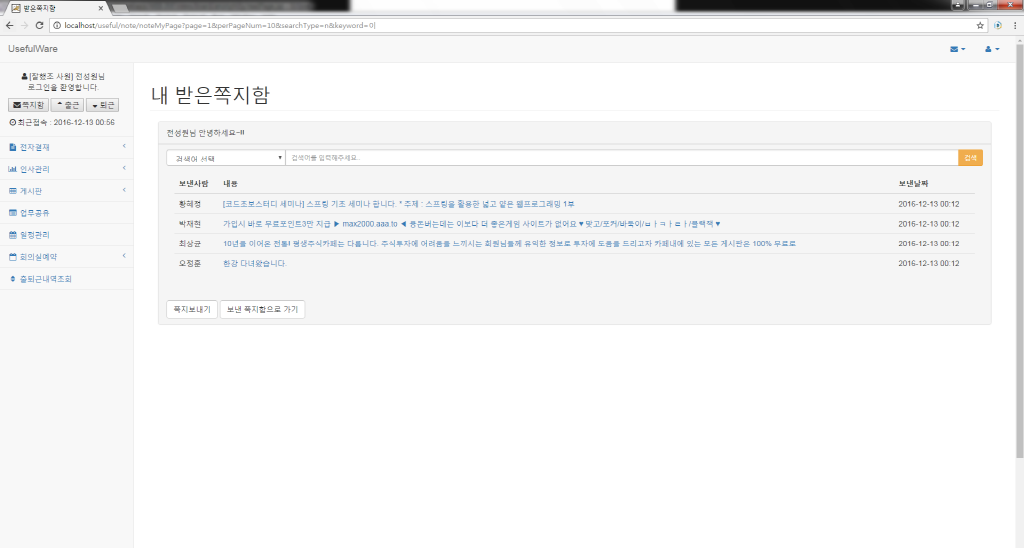 받은쪽지함
localhost/useful/note/noteMyPage?page=1&perPageNum=10&searchType=n&keyword=0}
UsefulWare
[잘했조 사원] 전성원님
로그인을 환영합니다.
쪽지함 출근 퇴근
최근접속 : 2016-12-13 00:56
전자결재
인사관리
게시판
업무공유
일정관리
회의실예약
출퇴근내역조회
내 받은쪽지함
전성원님 안녕하세요~!!
검색어 선택 검색어를 입력해주세요.. 검색
보낸사람 내용 보낸날짜
황혜정 [코드초보스터디 세미나] 스프링 기초 세미나 합니다. * 주제 : 스프링을 활용한 넓고 얕은 웹프로그래밍 1부 2016-12-13 00:12
박재현 가입시 바로 무료포인트3만 지급 ▶ max2000.aaa.to ◀ 용돈버는데는 이보다 더 좋은게임 사이트가 없어요 ♥ 맞고/포커/바둑이/ㅂㅏㅋㅏㄹㅏ/블랙잭 ♥ 2016-12-13 00:12
최상균 10년을 이어온 전통! 평생주식카페는 다릅니다. 주식투자에 어려움을 느끼시는 회원님들께 유익한 정보로 투자에 도움을 드리고자 카페내에 있는 모든 게시판은 100% 무료로 2016-12-13 00:12
오정훈 한강 다녀왔습니다. 2016-12-13 00:12
쪽지보내기 보낸 쪽지함으로 가기